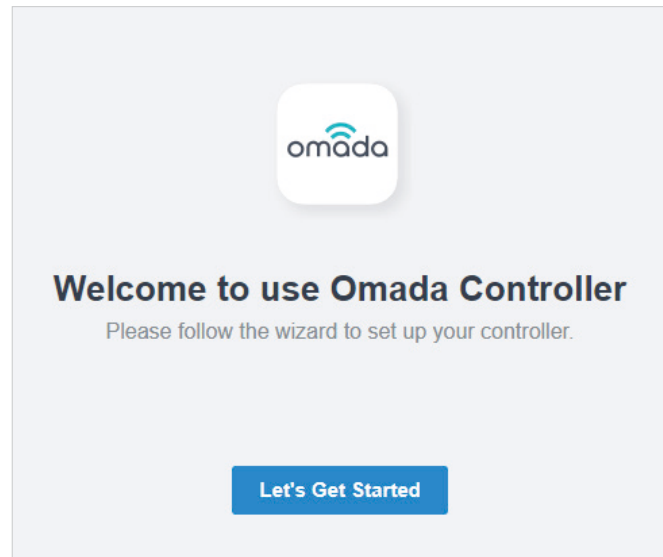 omada
Welcome to use Omada Controller
Please follow the wizard to set up your controller.
Let's Get Started